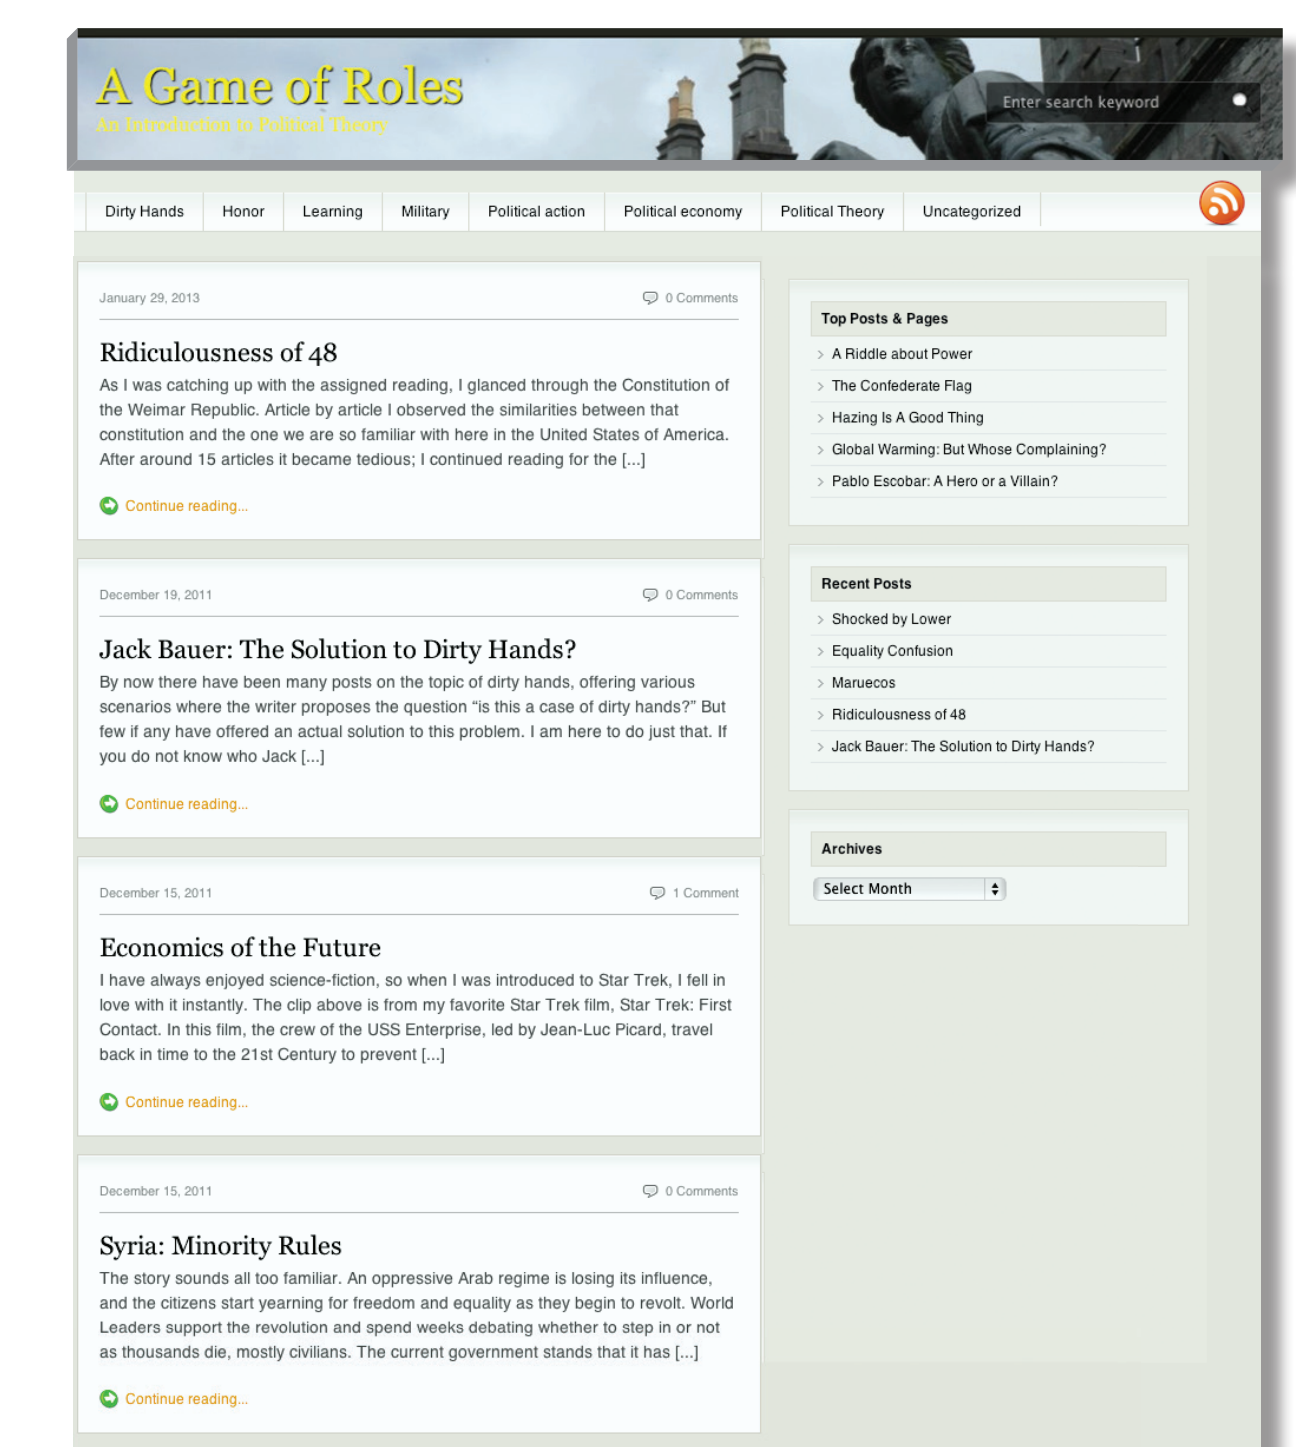 A Game of Roles
An Introduction to Political Theory
Enter search keyword
Dirty Hands
Honor
Learning
Military
Political action
Political economy
Political Theory
Uncategorized
January 29, 2013
0 Comments
Ridiculousness of 48
As I was catching up with the assigned reading, I glanced through the Constitution of
the Weimar Republic. Article by article I observed the similarities between that
constitution and the one we are so familiar with here in the United States of America.
After around 15 articles it became tedious; I continued reading for the [...]
Continue reading...
December 19, 2011
0 Comments
Jack Bauer: The Solution to Dirty Hands?
By now there have been many posts on the topic of dirty hands, offering various
scenarios where the writer proposes the question “is this a case of dirty hands?” But
few if any have offered an actual solution to this problem. I am here to do just that. If
you do not know who Jack [...]
Continue reading...
December 15, 2011
1 Comment
Economics of the Future
I have always enjoyed science-fiction, so when I was introduced to Star Trek, I fell in
love with it instantly. The clip above is from my favorite Star Trek film, Star Trek: First
Contact. In this film, the crew of the USS Enterprise, led by Jean-Luc Picard, travel
back in time to the 21st Century to prevent [...]
Continue reading...
December 15, 2011
0 Comments
Syria: Minority Rules
The story sounds all too familiar. An oppressive Arab regime is losing its influence,
and the citizens start yearning for freedom and equality as they begin to revolt. World
Leaders support the revolution and spend weeks debating whether to step in or not
as thousands die, mostly civilians. The current government stands that it has [...]
Continue reading...
Top Posts & Pages
A Riddle about Power
The Confederate Flag
Hazing Is A Good Thing
Global Warming: But Whose Complaining?
Pablo Escobar: A Hero or a Villain?
Recent Posts
Shocked by Lower
Equality Confusion
Maruecos
Ridiculousness of 48
Jack Bauer: The Solution to Dirty Hands?
Archives
Select Month